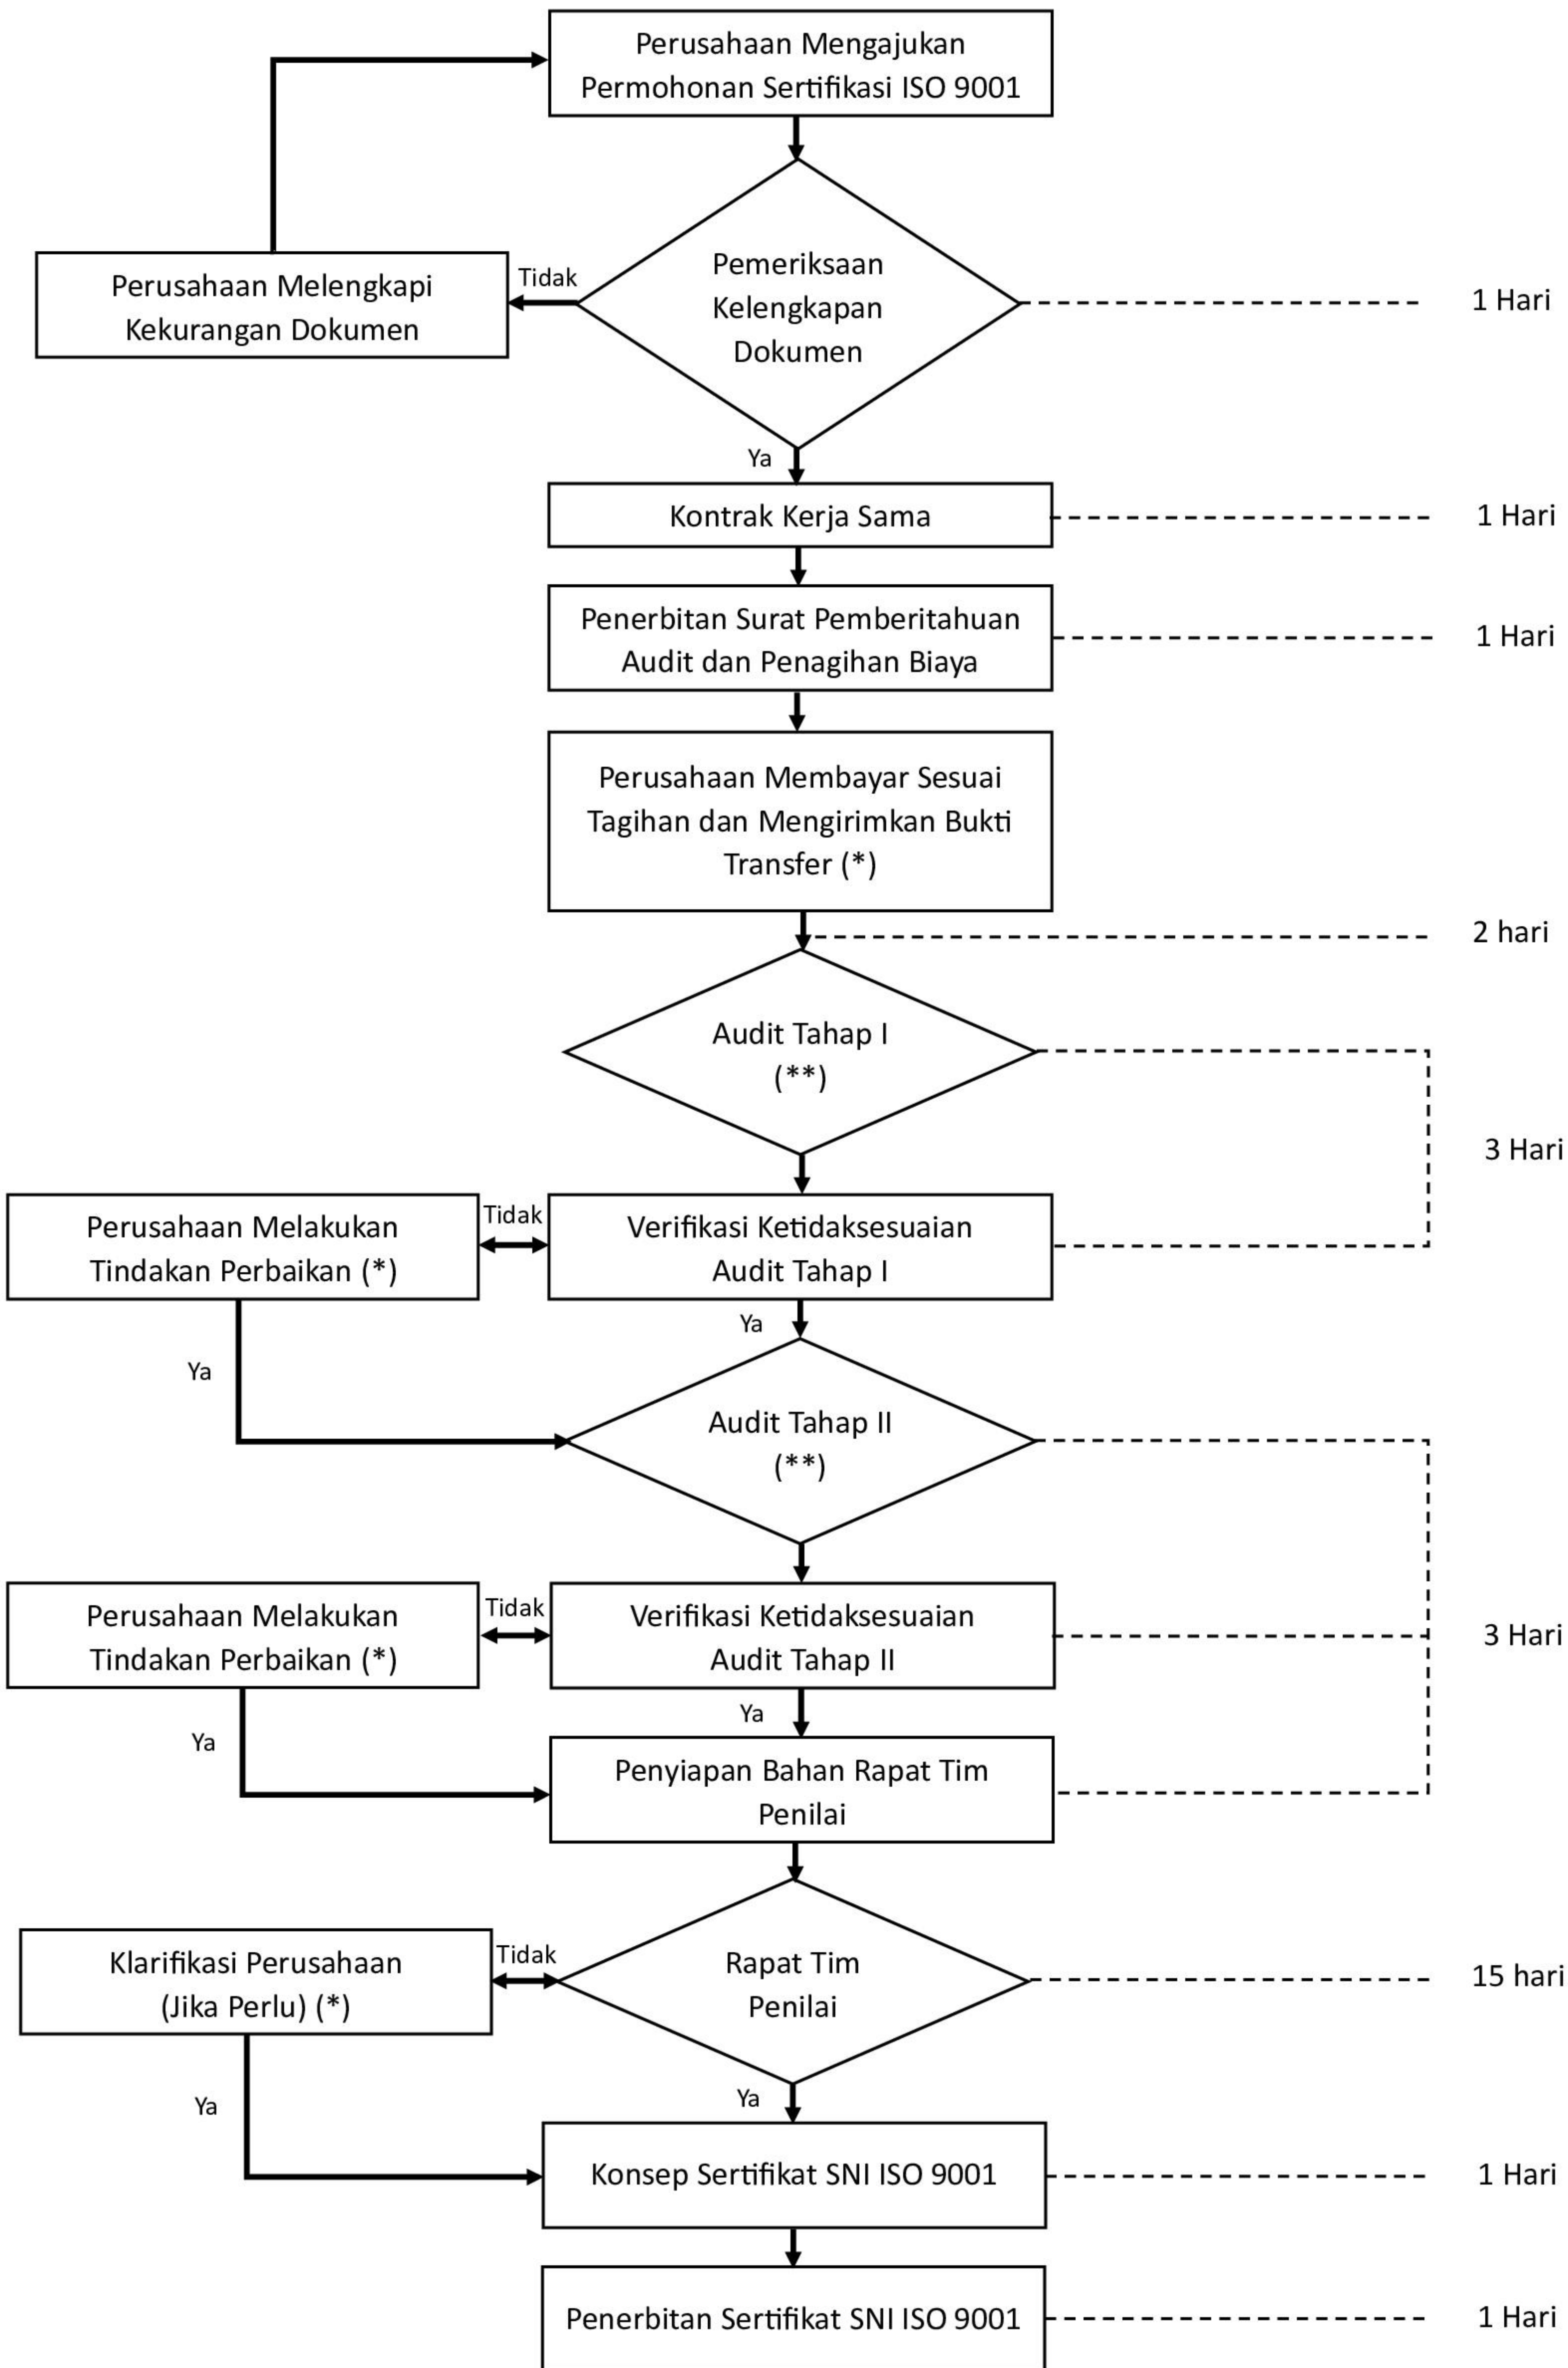 Perusahaan Mengajukan
Permohonan Sertifikasi ISO 9001
Perusahaan Melengkapi
Kekurangan Dokumen
Tidak
Pemeriksaan
Kelengkapan
Dokumen
1 Hari
Ya
Kontrak Kerja Sama
1 Hari
Penerbitan Surat Pemberitahuan
Audit dan Penagihan Biaya
1 Hari
Perusahaan Membayar Sesuai
Tagihan dan Mengirimkan Bukti
Transfer (*)
2 hari
Audit Tahap I
(**)
3 Hari
Perusahaan Melakukan
Tindakan Perbaikan (*)
Tidak
Verifikasi Ketidaksesuaian
Audit Tahap I
Ya
Ya
Audit Tahap II
(**)
Perusahaan Melakukan
Tindakan Perbaikan (*)
Tidak
Verifikasi Ketidaksesuaian
Audit Tahap II
3 Hari
Ya
Ya
Penyiapan Bahan Rapat Tim
Penilai
Klarifikasi Perusahaan
(Jika Perlu) (*)
Tidak
Rapat Tim
Penilai
15 hari
Ya
Ya
Konsep Sertifikat SNI ISO 9001
1 Hari
Penerbitan Sertifikat SNI ISO 9001
1 Hari